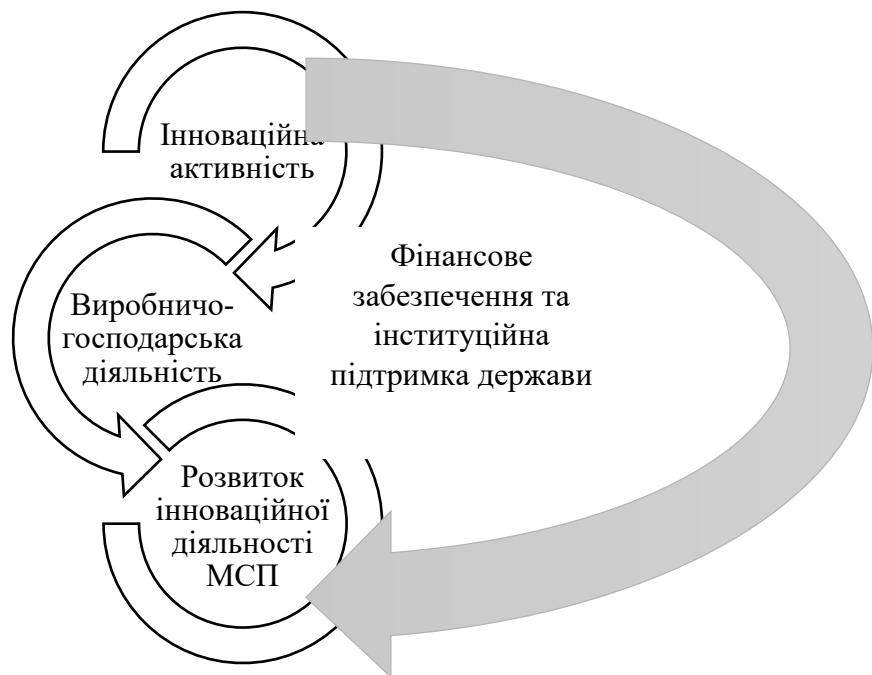 Інноваційна
активність
Фінансове
забезпечення та
інституційна
підтримка держави
Виробничо-
господарська
діяльність
Розвиток
інноваційної
діяльності
МСП